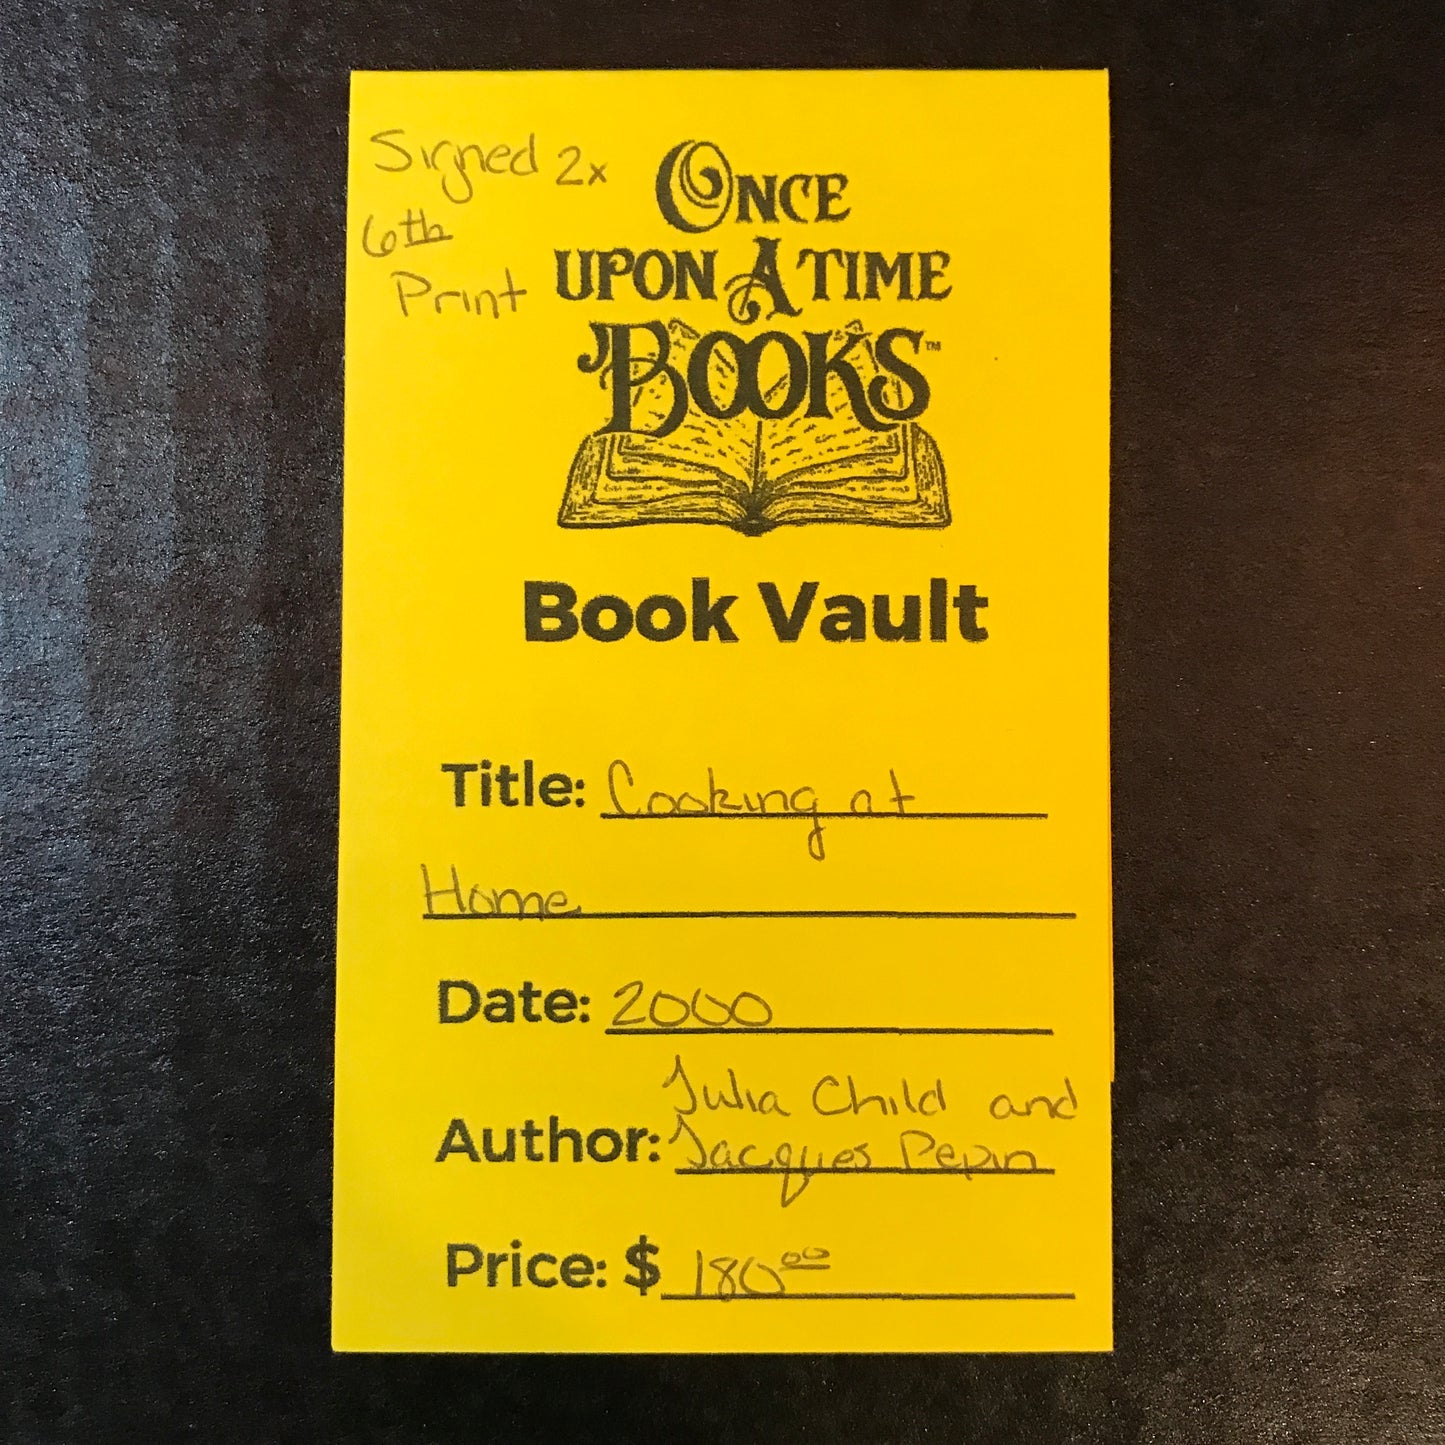 Signed 2x
6th
Print
ONCE
UPON A TIME
BOOKS™
Book Vault
Title: Cooking at
Home
Date: 2000
Julia Child and
Author: Jacques Pepin
Price: $ 180.00